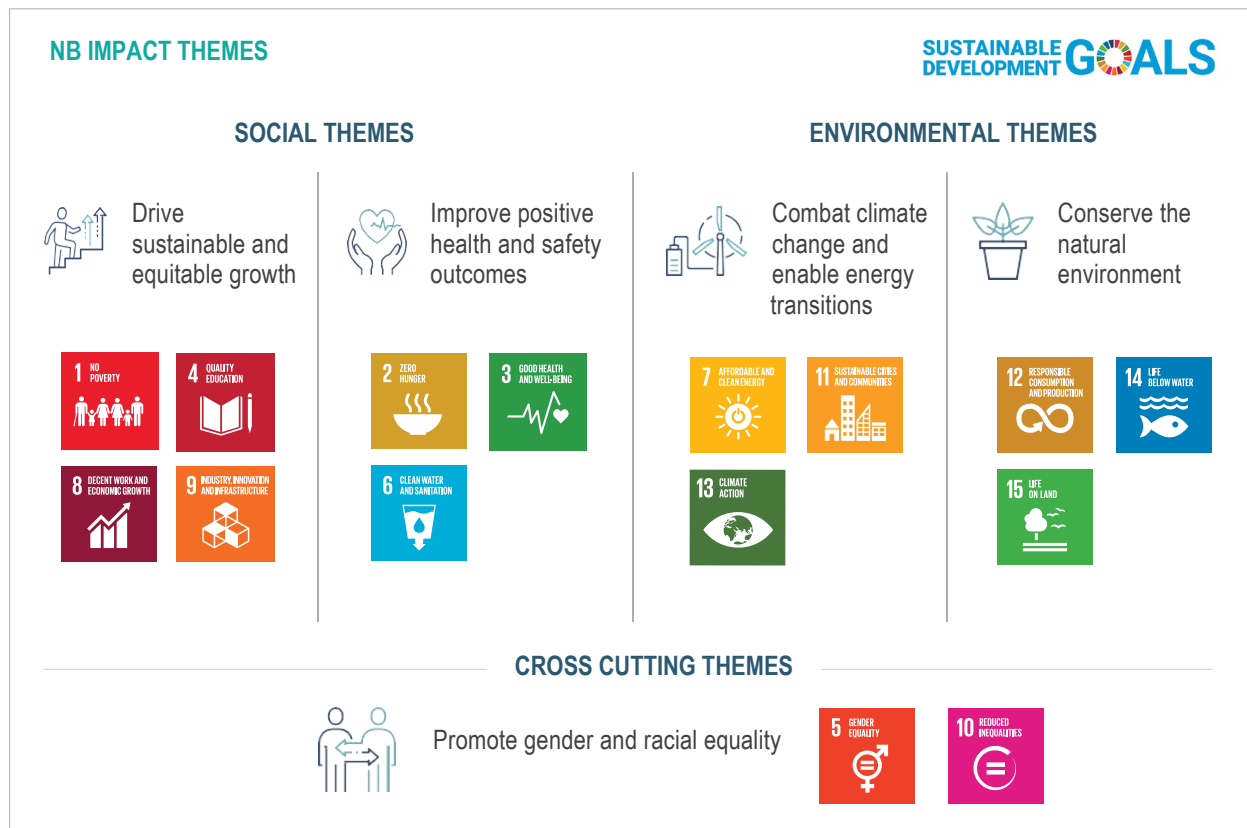 NB IMPACT THEMES
SUSTAINABLE
DEVELOPMENT GOALS
SOCIAL THEMES
ENVIRONMENTAL THEMES
Drive
sustainable and
equitable growth
Improve positive
health and safety
outcomes
Combat climate
change and
enable energy
transitions
Conserve the
natural
environment
1 NO
POVERTY
4 QUALITY
EDUCATION
8 DECENT WORK AND
ECONOMIC GROWTH
9 INDUSTRY, INNOVATION
AND INFRASTRUCTURE
2 ZERO
HUNGER
3 GOOD HEALTH
AND WELL-BEING
6 CLEAN WATER
AND SANITATION
7 AFFORDABLE AND
CLEAN ENERGY
11 SUSTAINABLE CITIES
AND COMMUNITIES
13 CLIMATE
ACTION
12 RESPONSIBLE
CONSUMPTION
AND PRODUCTION
14 LIFE
BELOW WATER
15 LIFE
ON LAND
CROSS CUTTING THEMES
Promote gender and racial equality
5 GENDER
EQUALITY
10 REDUCED
INEQUALITIES